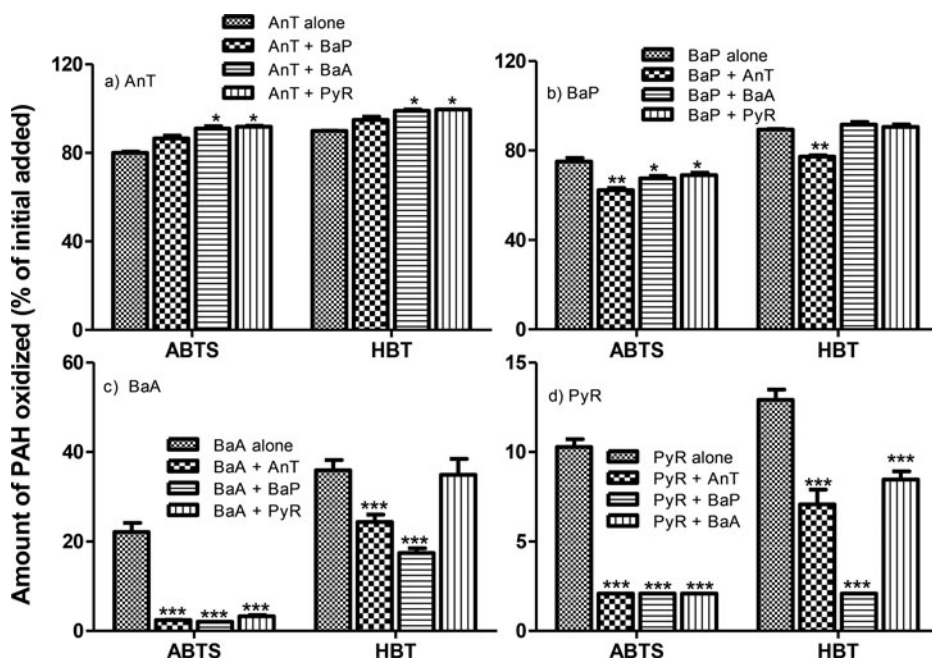 Amount of PAH oxidized (% of initial added)
AnT alone
AnT + BaP
AnT + BaA
AnT + PyR
a) AnT
120
80
40
0
* *
* *
ABTS HBT
BaP alone
BaP + AnT
BaP + BaA
BaP + PyR
b) BaP
120
80
40
0
** * *
**
ABTS HBT
c) BaA
60
40
20
0
BaA alone
BaA + AnT
BaA + BaP
BaA + PyR
*** *** ***
*** ***
ABTS HBT
d) PyR
15
10
5
0
PyR alone
PyR + AnT
PyR + BaP
PyR + BaA
*** *** ***
*** *** ***
ABTS HBT